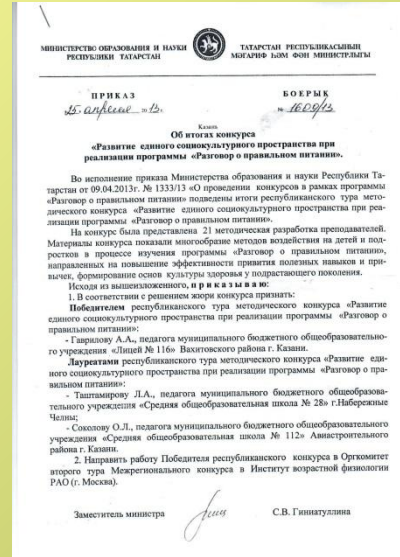 МИНИСТЕРСТВО ОБРАЗОВАНИЯ И НАУКИ
РЕСПУБЛИКИ ТАТАРСТАН
ТАТАРСТАН РЕСПУБЛИКАСЫНЫҢ
МӘГАРИФ ҺӘМ ФӘН МИНИСТРЛЫГЫ
ПРИКАЗ
БОЕРЫК
25 апреля 2013.
№ 1609/13
Казань
Об итогах конкурса
«Развитие единого социокультурного пространства при
реализации программы «Разговор о правильном питании».
Во исполнение приказа Министерства образования и науки Республики Та-
тарстан от 09.04.2013г. № 1333/13 «О проведении конкурсов в рамках программы
«Разговор о правильном питании» подведены итоги республиканского тура мето-
дического конкурса «Развитие единого социокультурного пространства при реа-
лизации программы «Разговор о правильном питании».
На конкурс была представлена 21 методическая разработка преподавателей.
Материалы конкурса показали многообразие методов воздействия на детей и под-
ростков в процессе изучения программы «Разговор о правильном питании»,
направленных на повышение эффективности привития полезных навыков и при-
вычек, формирование основ культуры здоровья у подрастающего поколения.
Исходя из вышеизложенного, п р и к а з ы в а ю:
1. В соответствии с решением жюри конкурса признать:
Победителем республиканского тура методического конкурса «Развитие
единого социокультурного пространства при реализации программы «Разговор о
правильном питании»:
- Гаврилову А.А., педагога муниципального бюджетного общеобразовательно-
го учреждения «Лицей № 116» Вахитовского района г. Казани.
Лауреатами республиканского тура методического конкурса «Развитие еди-
ного социокультурного пространства при реализации программы «Разговор о пра-
вильном питании»:
- Таштамирову Л.А., педагога муниципального бюджетного общеобразова-
тельного учреждения «Средняя общеобразовательная школа № 28» г.Набережные
Челны;
- Соколову О.Л., педагога муниципального бюджетного общеобразовательного
учреждения «Средняя общеобразовательная школа № 112» Авиастроительного
района г. Казани.
2. Направить работу Победителя республиканского конкурса в Оргкомитет
второго тура Межрегионального конкурса в Институт возрастной физиологии
РАО (г. Москва).
Заместитель министра
С.В. Гиниатуллина